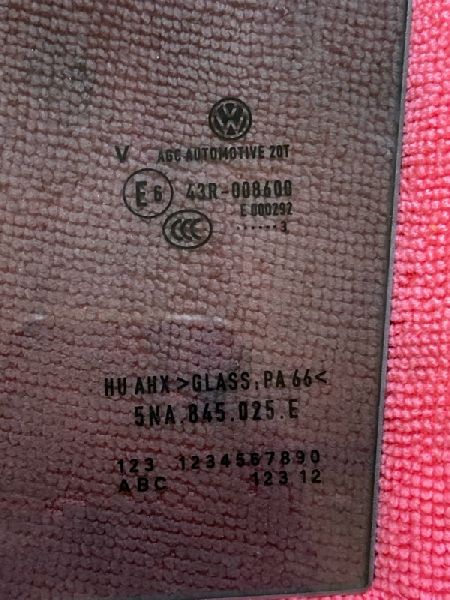 V AGC AUTOMOTIVE 20T
E6 43R-008600
E 000292
CCC ......3
HU AHX >GLASS,PA 66<
5NA.845.025.E
123 1234567890
ABC 123 12